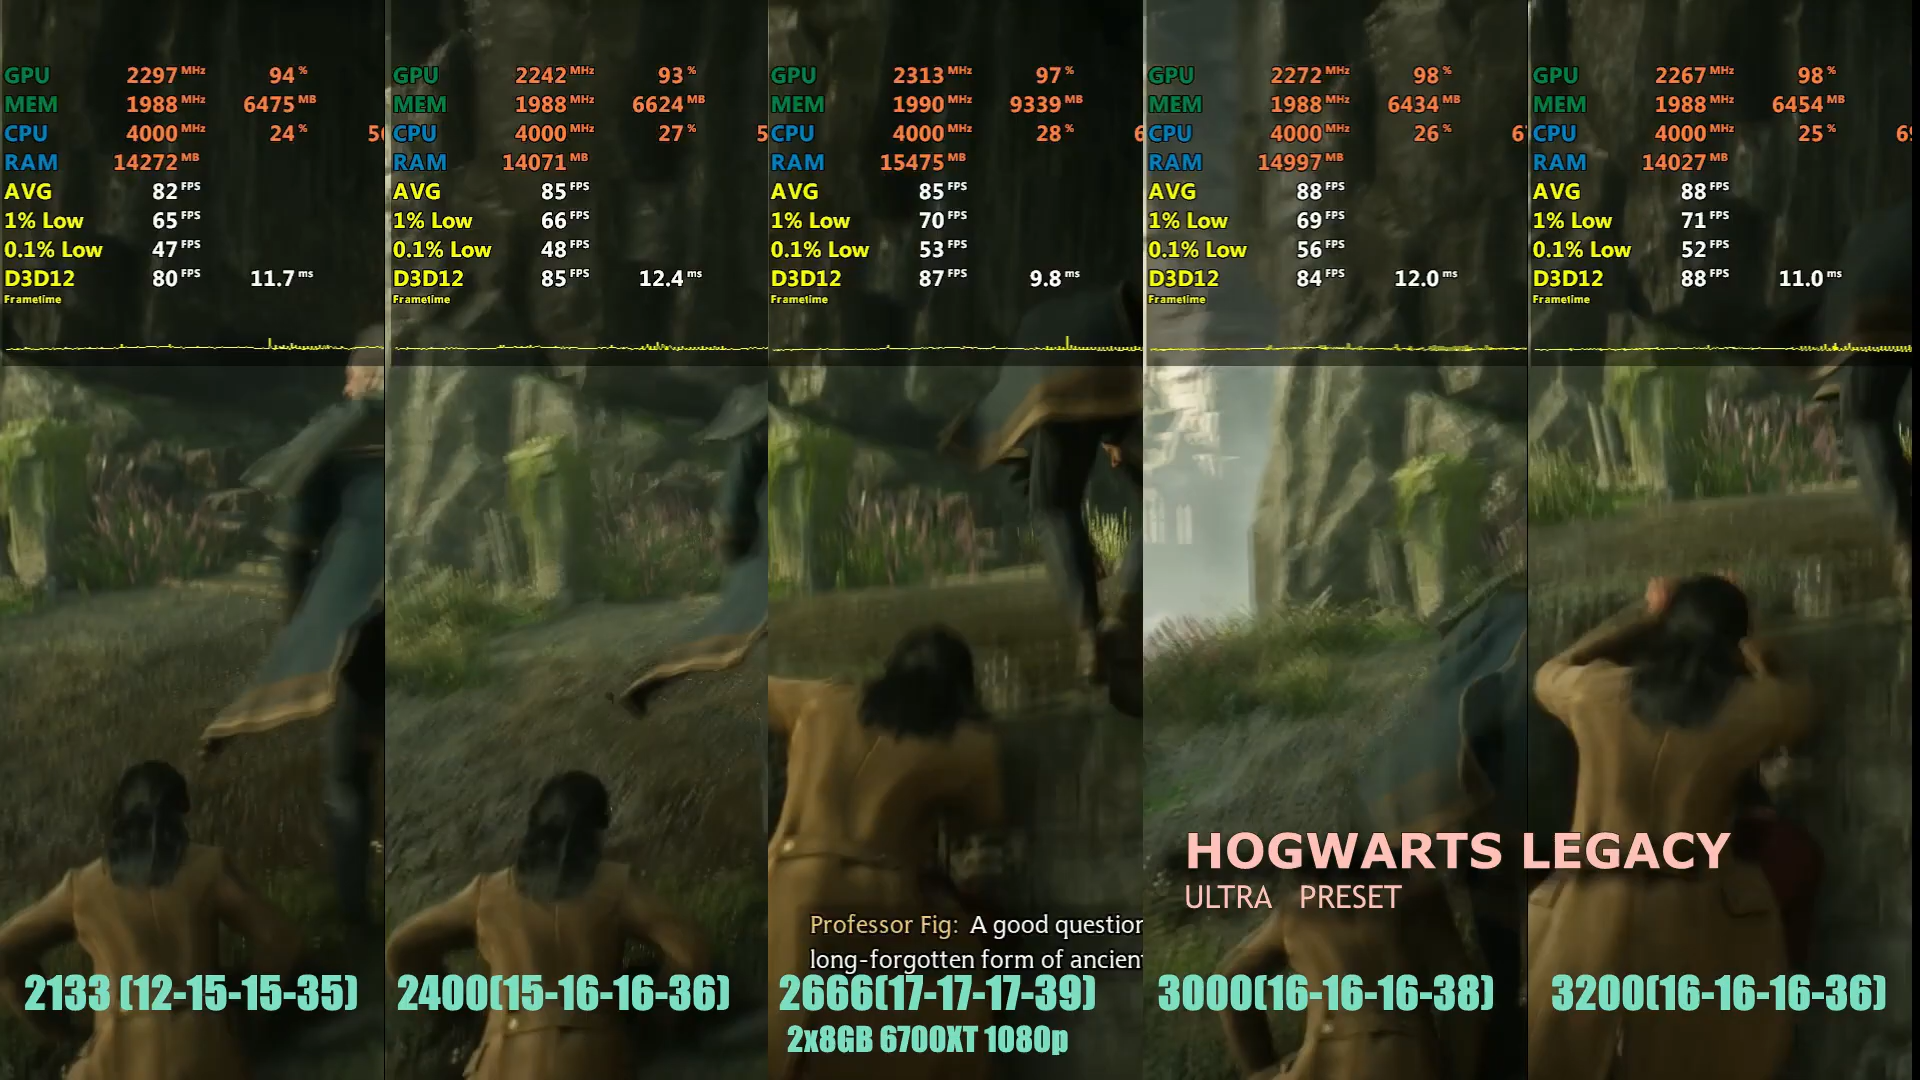 GPU 2297 MHz 94 %
MEM 1988 MHz 6475 MB
CPU 4000 MHz 24 % 5
RAM 14272 MB
AVG 82 FPS
1% Low 65 FPS
0.1% Low 47 FPS
D3D12 80 FPS 11.7 ms
Frametime
GPU 2242 MHz 93 %
MEM 1988 MHz 6624 MB
CPU 4000 MHz 27 % 5
RAM 14071 MB
AVG 85 FPS
1% Low 66 FPS
0.1% Low 48 FPS
D3D12 85 FPS 12.4 ms
Frametime
GPU 2313 MHz 97 %
MEM 1990 MHz 9339 MB
CPU 4000 MHz 28 % 6
RAM 15475 MB
AVG 85 FPS
1% Low 70 FPS
0.1% Low 53 FPS
D3D12 87 FPS 9.8 ms
Frametime
GPU 2272 MHz 98 %
MEM 1988 MHz 6434 MB
CPU 4000 MHz 26 % 6
RAM 14997 MB
AVG 88 FPS
1% Low 69 FPS
0.1% Low 56 FPS
D3D12 84 FPS 12.0 ms
Frametime
GPU 2267 MHz 98 %
MEM 1988 MHz 6454 MB
CPU 4000 MHz 25 % 6
RAM 14027 MB
AVG 88 FPS
1% Low 71 FPS
0.1% Low 52 FPS
D3D12 88 FPS 11.0 ms
Frametime
HOGWARTS LEGACY
ULTRA PRESET
Professor Fig: A good question
long-forgotten form of ancien
2133 (12-15-15-35)
2400(15-16-16-36)
2666(17-17-17-39)
3000(16-16-16-38)
3200(16-16-16-36)
2x8GB 6700XT 1080p